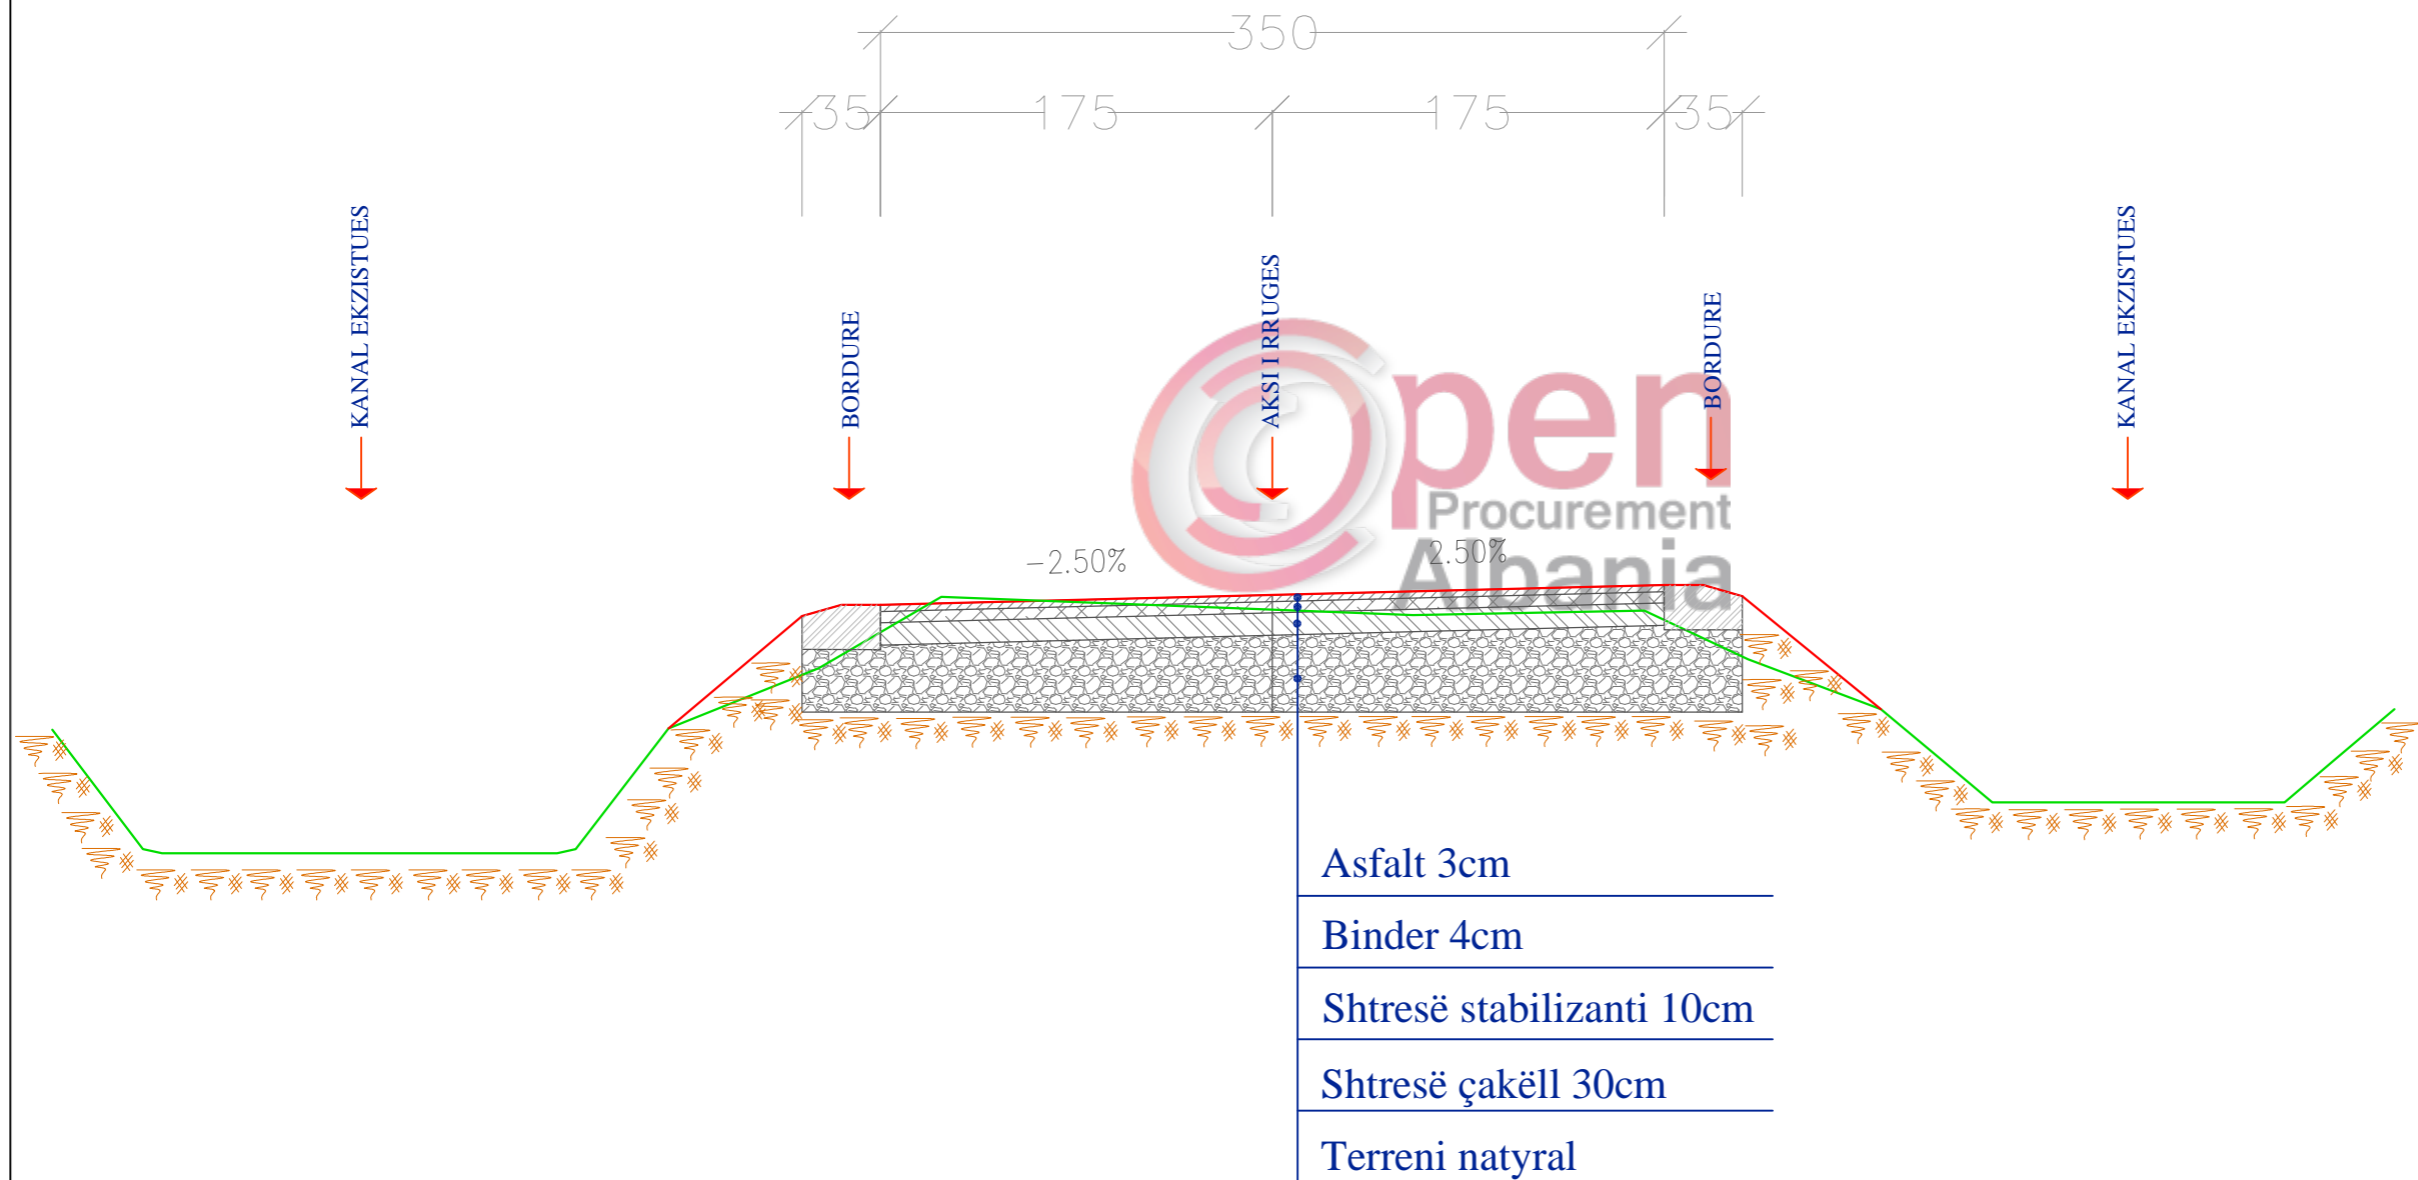 350
35 175 175 35
KANAL EKZISTUES
BORDURE
AKSI I RRUGES
BORDURE
KANAL EKZISTUES
Open
Procurement
Albania
-2.50%
2.50%
Asfalt 3cm
Binder 4cm
Shtresë stabilizanti 10cm
Shtresë çakëll 30cm
Terreni natyral